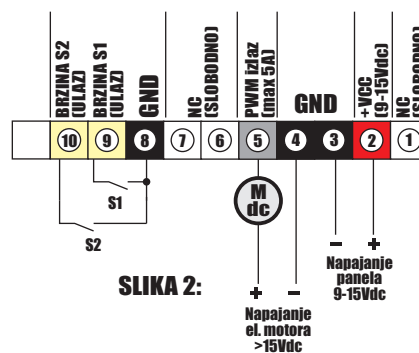 BRZINA S2
(ULAZ)
BRZINA S1
(ULAZ)
GND
NC
(SLOBODNO)
PWM izlaz
(max 5A)
GND
+VCC
(9-15Vdc)
NC
(SLOBODNO)
10
9
8
7
6
5
4
3
2
1
S1
S2
M
dc
SLIKA 2:
+
−
Napajanje
el. motora
>15Vdc
−
+
Napajanje
panela
9-15Vdc